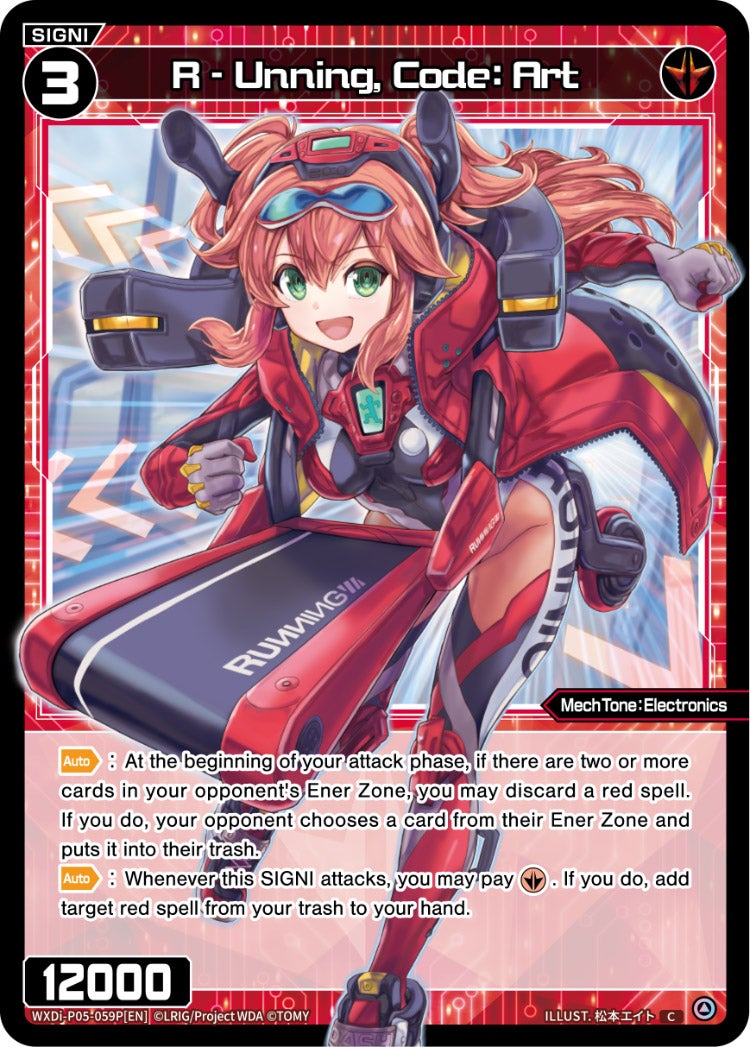 SIGNI
3
R - Unning, Code: Art
RUNNING
RUNNING
MechTone:Electronics
Auto : At the beginning of your attack phase, if there are two or more
cards in your opponent's Ener Zone, you may discard a red spell.
If you do, your opponent chooses a card from their Ener Zone and
puts it into their trash.
Auto : Whenever this SIGNI attacks, you may pay . If you do, add
target red spell from your trash to your hand.
12000
WXDi-P05-059P[EN] ©LRIG/Project WDA ©TOMY
ILLUST. 松本エイト C